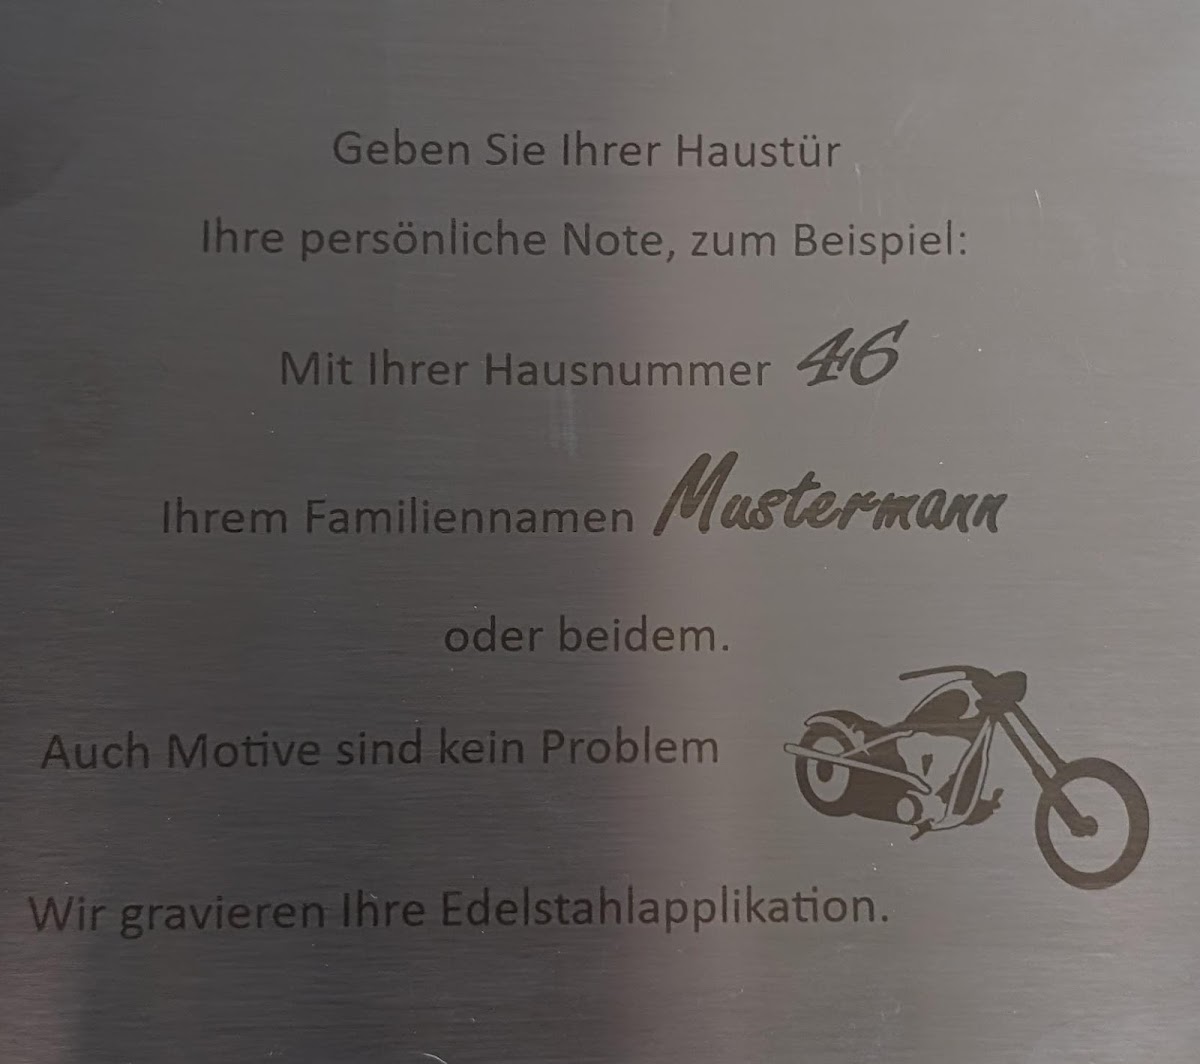 Geben Sie Ihrer Haustür
Ihre persönliche Note, zum Beispiel:
Mit Ihrer Hausnummer 46
Ihrem Familiennamen Mustermann
oder beidem.
Auch Motive sind kein Problem
Wir gravieren Ihre Edelstahlapplikation.